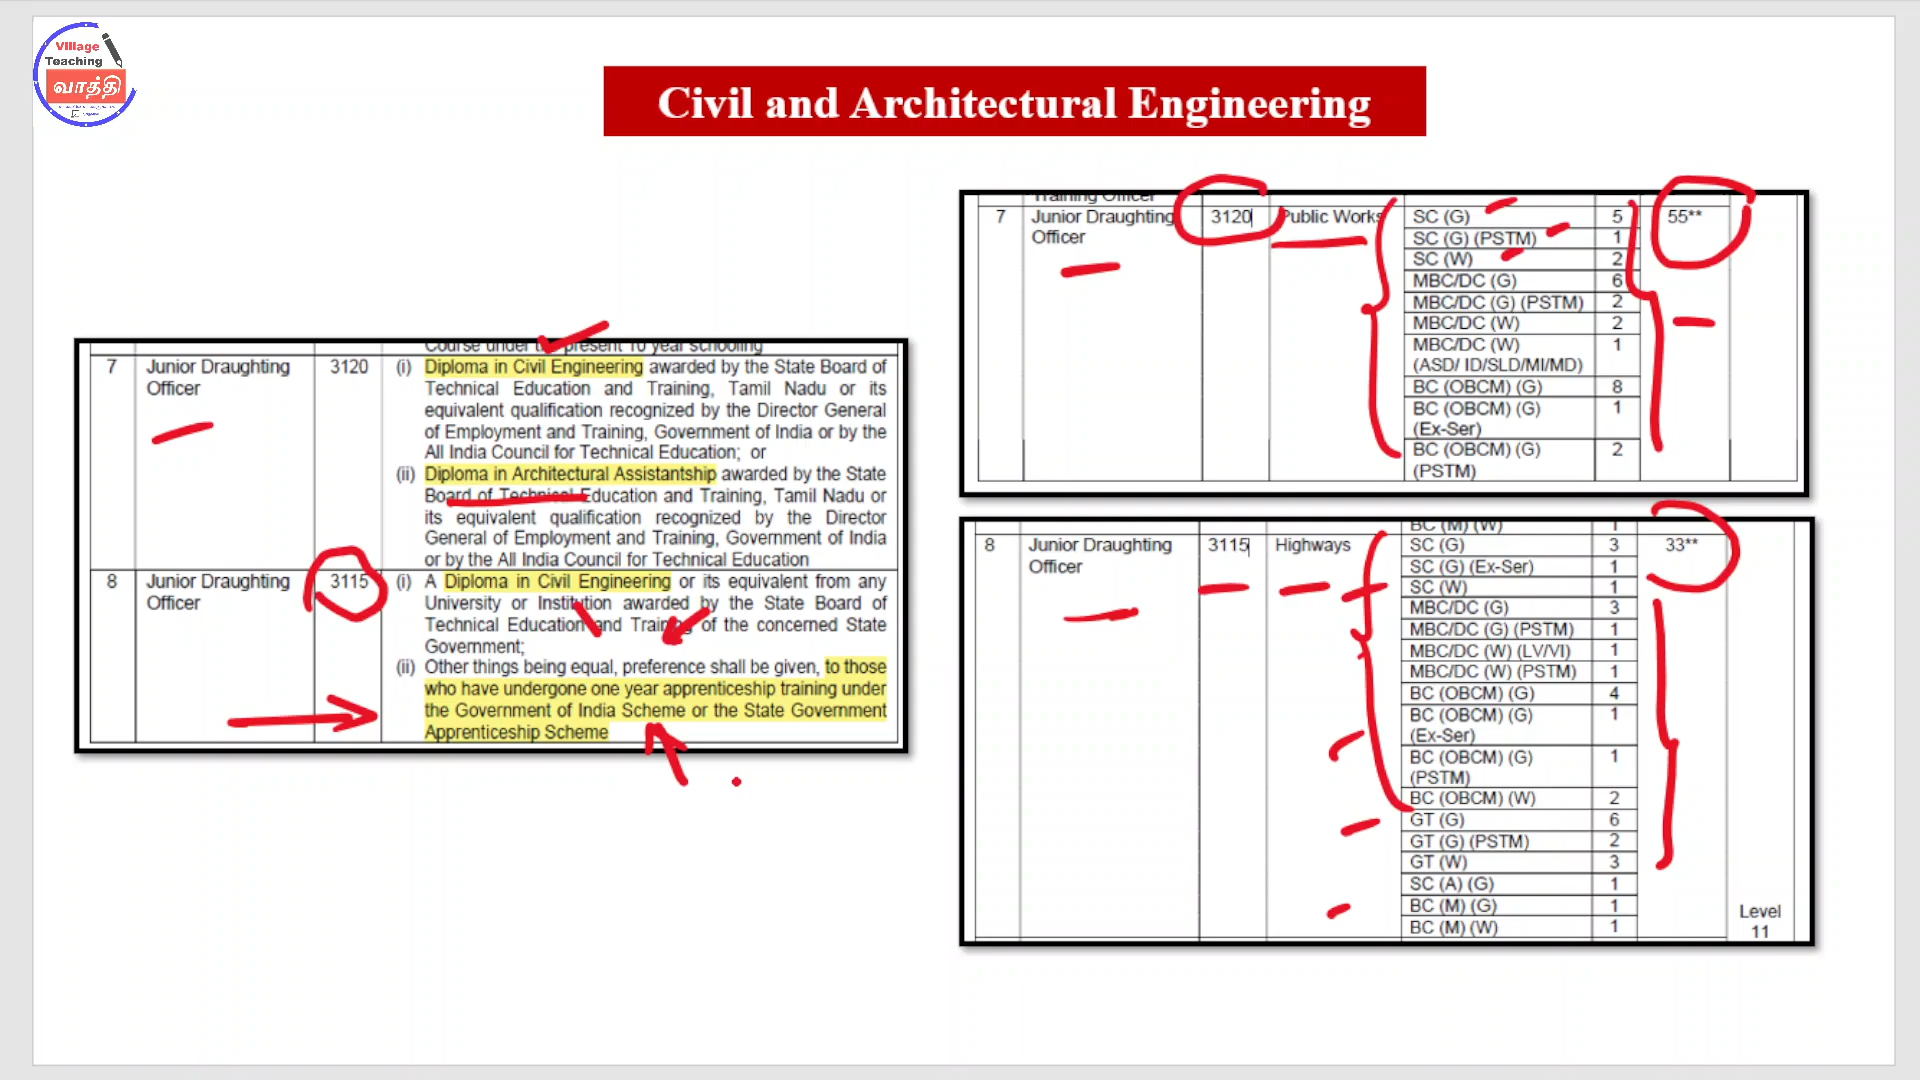 Village
Teaching
வாத்தி
Civil and Architectural Engineering
Course under the present 10 year schooling
7 Junior Draughting Officer 3120 (i) Diploma in Civil Engineering awarded by the State Board of
Technical Education and Training, Tamil Nadu or its
equivalent qualification recognized by the Director General
of Employment and Training, Government of India or by the
All India Council for Technical Education; or
(ii) Diploma in Architectural Assistantship awarded by the State
Board of Technical Education and Training, Tamil Nadu or
its equivalent qualification recognized by the Director
General of Employment and Training, Government of India
or by the All India Council for Technical Education
8 Junior Draughting Officer 3115 (i) A Diploma in Civil Engineering or its equivalent from any
University or Institution awarded by the State Board of
Technical Education and Training of the concerned State
Government;
(ii) Other things being equal, preference shall be given, to those
who have undergone one year apprenticeship training under
the Government of India Scheme or the State Government
Apprenticeship Scheme
Training Officer
7 Junior Draughting Officer 3120 Public Works SC (G) 5 55**
SC (G) (PSTM) 1
SC (W) 2
MBC/DC (G) 6
MBC/DC (G) (PSTM) 2
MBC/DC (W) 2
MBC/DC (W) 1
(ASD/ ID/SLD/MI/MD)
BC (OBCM) (G) 8
BC (OBCM) (G) 1
(Ex-Ser)
BC (OBCM) (G) 2
(PSTM)
BC (M) (W) 1
8 Junior Draughting Officer 3115 Highways SC (G) 3 33**
SC (G) (Ex-Ser) 1
SC (W) 1
MBC/DC (G) 3
MBC/DC (G) (PSTM) 1
MBC/DC (W) (LV/VI) 1
MBC/DC (W) (PSTM) 1
BC (OBCM) (G) 4
BC (OBCM) (G) 1
(Ex-Ser)
BC (OBCM) (G) 1
(PSTM)
BC (OBCM) (W) 2
GT (G) 6
GT (G) (PSTM) 2
GT (W) 3
SC (A) (G) 1
BC (M) (G) 1
BC (M) (W) 1
Level
11